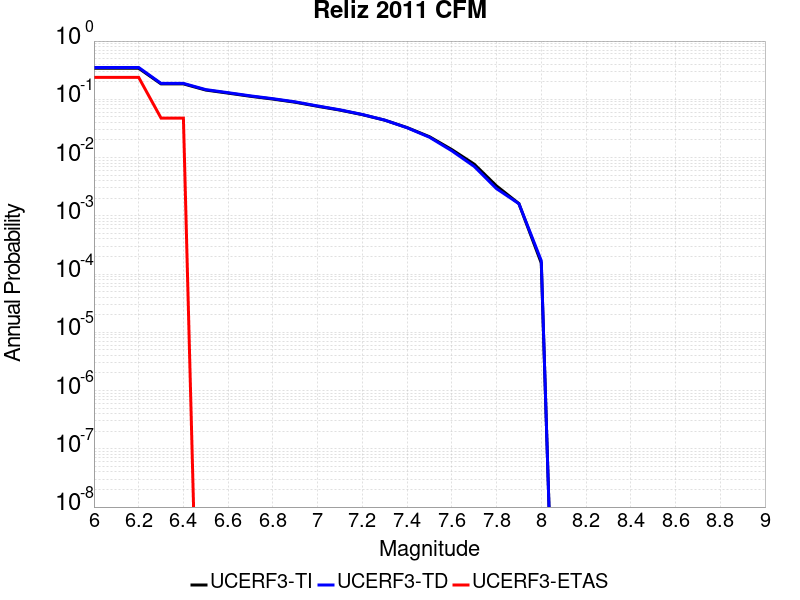 Reliz 2011 CFM
10^0
10^-1
10^-2
10^-3
10^-4
10^-5
10^-6
10^-7
10^-8
Annual Probability
6 6.2 6.4 6.6 6.8 7 7.2 7.4 7.6 7.8 8 8.2 8.4 8.6 8.8 9
Magnitude
UCERF3-TI UCERF3-TD UCERF3-ETAS